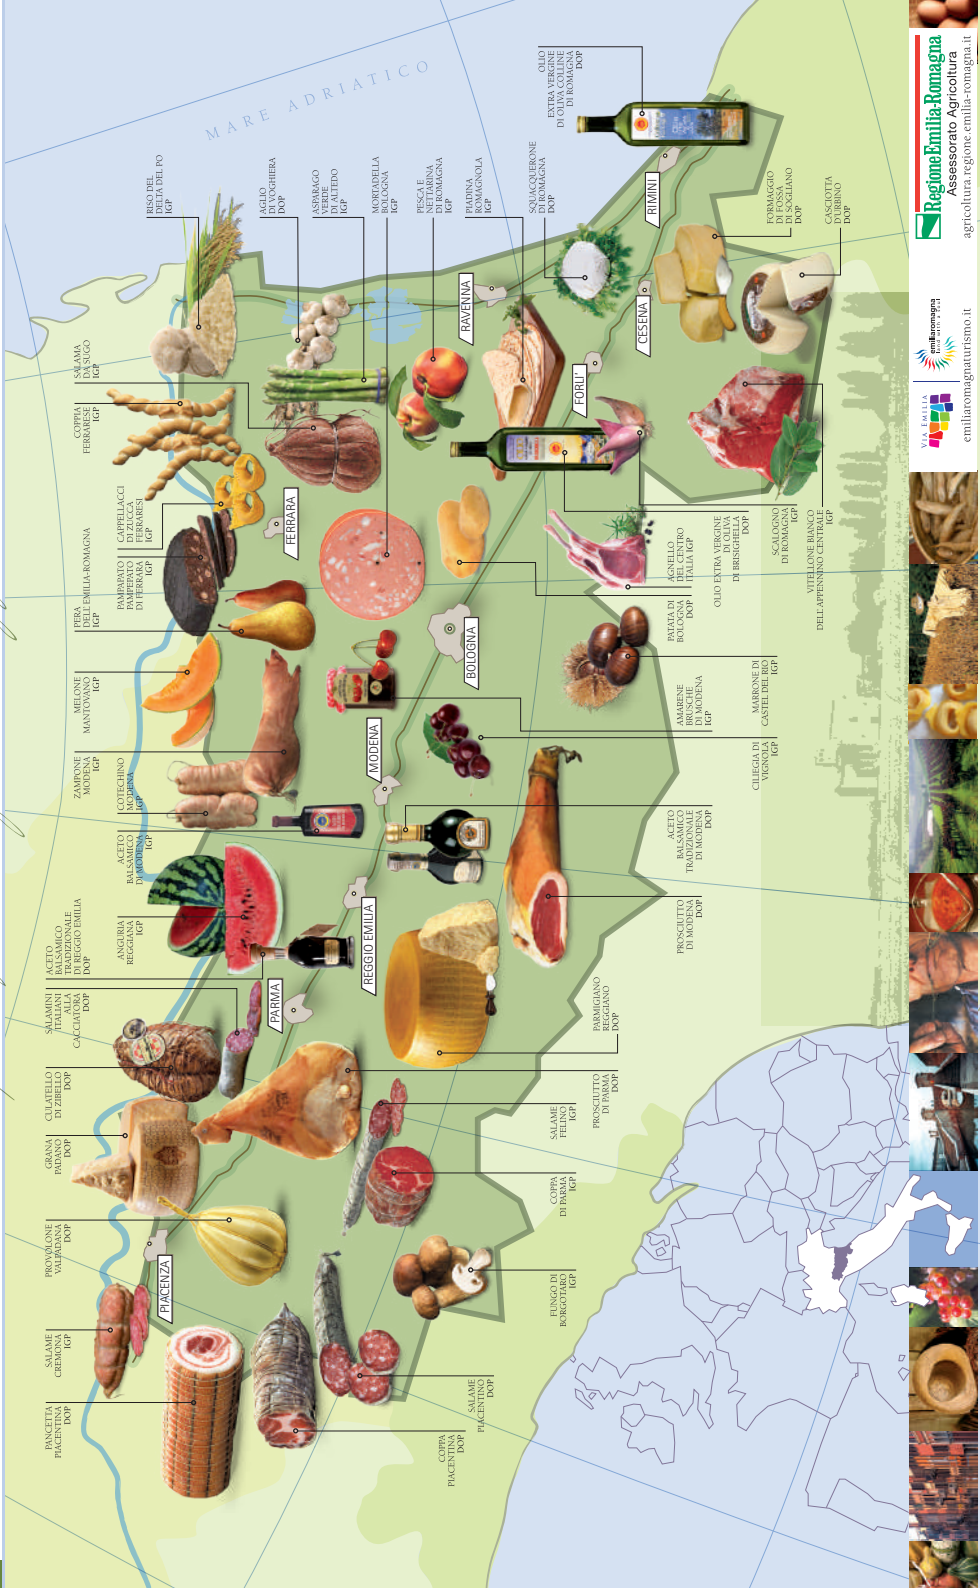 PANCETTA
PIACENTINA
DOP
SALAME
CREMONA
IGP
PROVOLONE
VALPADANA
DOP
GRANA
PADANO
DOP
CULATELLO
DI ZIBELLO
DOP
SALAMINI
ITALIANI
ALLA
CACCIATORA
DOP
ACETO
BALSAMICO
TRADIZIONALE
DI REGGIO EMILIA
DOP
ANGURIA
REGGIANA
IGP
ACETO
BALSAMICO
DI MODENA
IGP
COTECHINO
MODENA
IGP
ZAMPONE
MODENA
IGP
MELONE
MANTOVANO
IGP
PERA
DELL'EMILIA-ROMAGNA
IGP
PAMPAPATO
PAMPEPATO
DI FERRARA
IGP
CAPPELLACCI
DI ZUCCA
FERRARESI
IGP
COPPIA
FERRARESE
IGP
SALAMA
DA SUGO
IGP
RISO DEL
DELTA DEL PO
IGP
AGLIO
DI VOGHIERA
DOP
ASPARAGO
VERDE
DI ALTEDO
IGP
MORTADELLA
BOLOGNA
IGP
PESCA E
NETTARINA
DI ROMAGNA
IGP
PIADINA
ROMAGNOLA
IGP
SQUACQUERONE
DI ROMAGNA
DOP
OLIO
EXTRA VERGINE
DI OLIVA COLLINE
DI ROMAGNA
DOP
MARE ADRIATICO
PIACENZA
PARMA
REGGIO EMILIA
MODENA
BOLOGNA
FERRARA
RAVENNA
FORLI'
CESENA
RIMINI
COPPA
PIACENTINA
DOP
SALAME
PIACENTINO
DOP
FUNGO DI
BORGOTARO
IGP
COPPA
DI PARMA
IGP
SALAME
FELINO
IGP
PROSCIUTTO
DI PARMA
DOP
PARMIGIANO
REGGIANO
DOP
PROSCIUTTO
DI MODENA
DOP
ACETO
BALSAMICO
TRADIZIONALE
DI MODENA
DOP
CILIEGIA DI
VIGNOLA
IGP
AMARENE
BRUSCHE
DI MODENA
IGP
MARRONE DI
CASTEL DEL RIO
IGP
PATATA DI
BOLOGNA
DOP
AGNELLO
DEL CENTRO
ITALIA IGP
OLIO EXTRA VERGINE
DI OLIVA
DI BRISIGHELLA
DOP
SCALOGNO
DI ROMAGNA
IGP
VITELLONE BIANCO
DELL'APPENNINO CENTRALE
IGP
FORMAGGIO
DI FOSSA
DI SOGLIANO
DOP
CASCIOTTA
D'URBINO
DOP
VIA EMILIA
emiliaromagna
land with a soul
emiliaromagnaturismo.it
RegioneEmilia-Romagna
Assessorato Agricoltura
agricoltura.regione.emilia-romagna.it